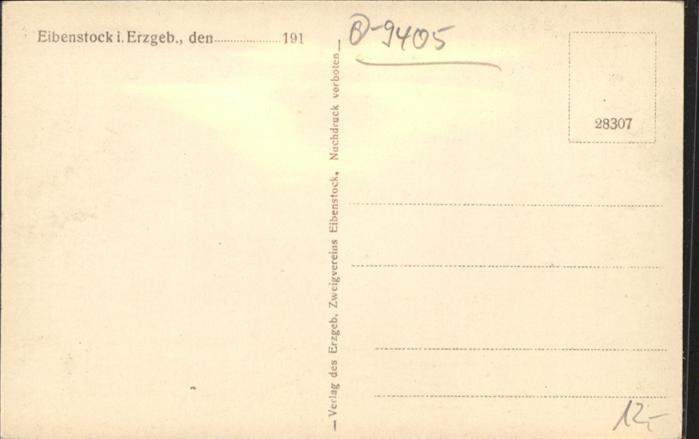 Eibenstock i. Erzgeb., den.................... 191
D-9405
28307
—Verlag des Erzgeb. Zweigvereins Eibenstock. Nachdruck verboten—
12,-